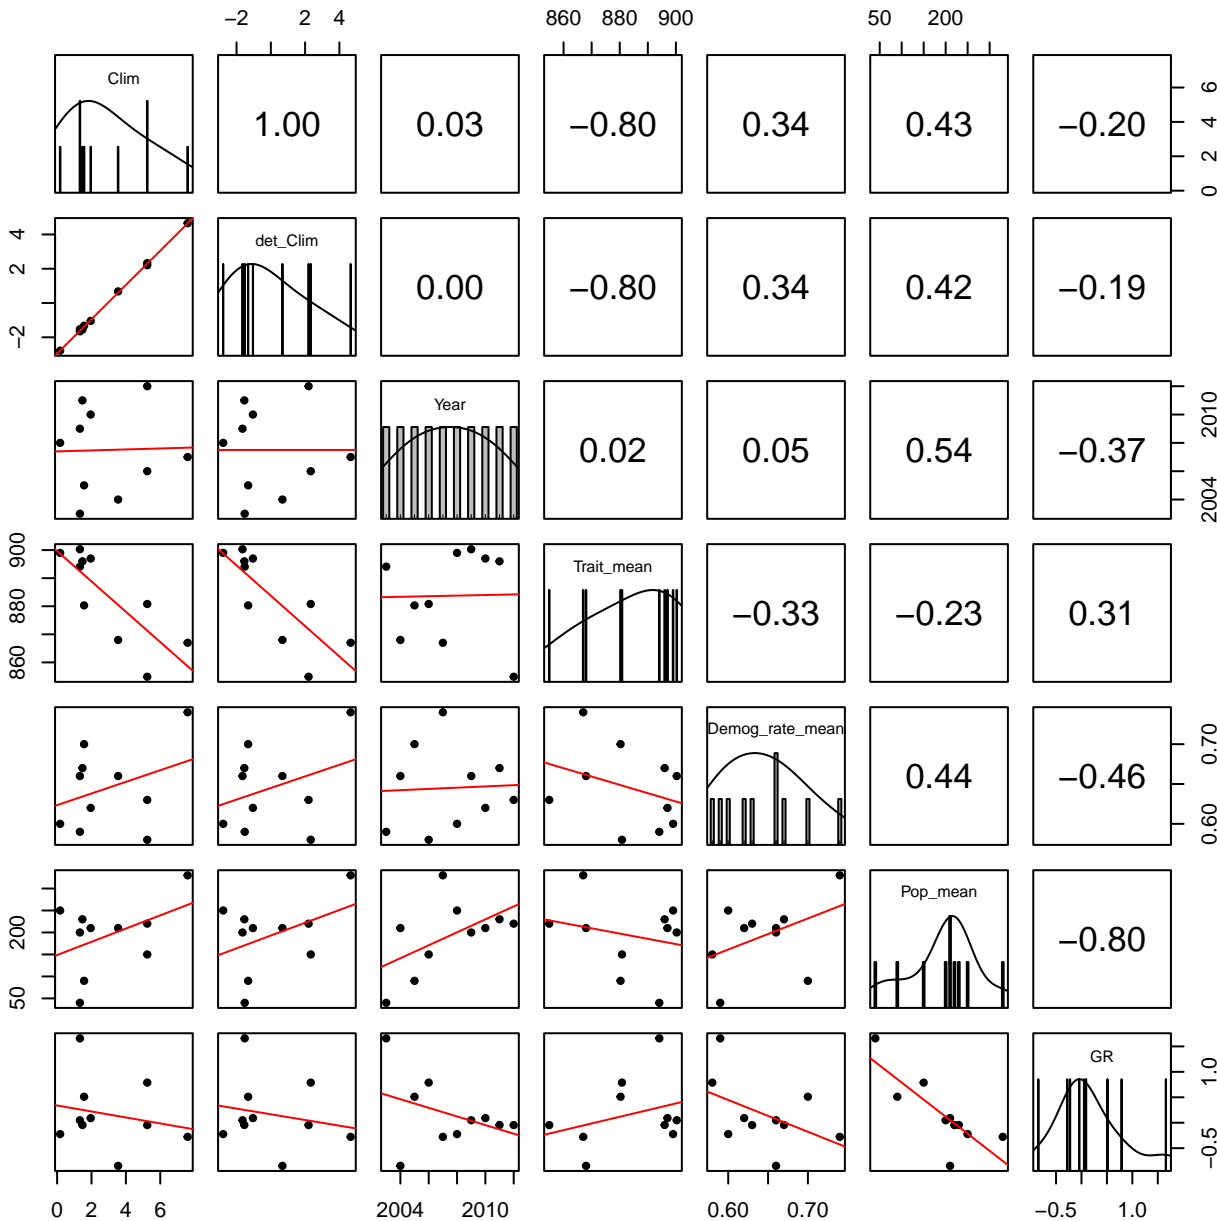 −2 2 4 860 880 900 50 200
Clim 1.00 0.03 −0.80 0.34 0.43 −0.20 0 2 4 6
−2 2 4 det_Clim 0.00 −0.80 0.34 0.42 −0.19
Year 0.02 0.05 0.54 −0.37 2004 2010
860 880 900 Trait_mean −0.33 −0.23 0.31
Demog_rate_mean 0.44 −0.46 0.60 0.70
50 200 Pop_mean −0.80
GR −0.5 1.0
0 2 4 6 2004 2010 0.60 0.70 −0.5 1.0